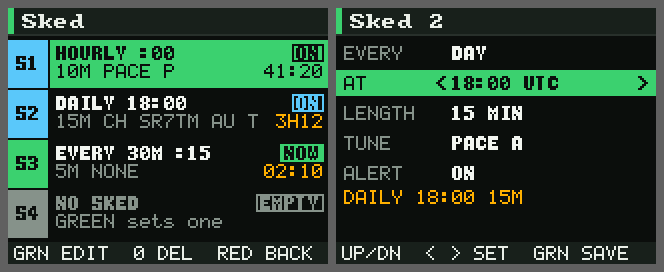 Sked
S1 HOURLY :00 ON
10M PACE P 41:20
S2 DAILY 18:00 ON
15M CH SR7TM AU T 3H12
S3 EVERY 30M :15 NOW
5M NONE 02:10
S4 NO SKED EMPTY
GREEN sets one
GRN EDIT 0 DEL RED BACK
Sked 2
EVERY DAY
AT <18:00 UTC >
LENGTH 15 MIN
TUNE PACE A
ALERT ON
DAILY 18:00 15M
UP/DN < > SET GRN SAVE